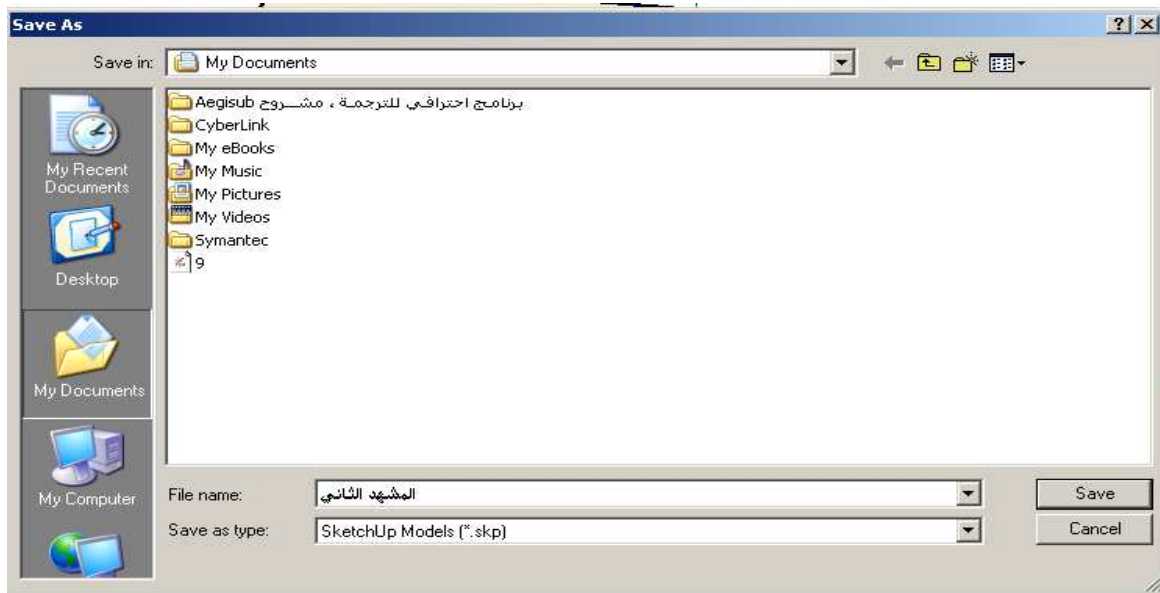 Save As
Save in: My Documents
برنامج احترافي للترجمة ، مشـــروح Aegisub
CyberLink
My eBooks
My Music
My Pictures
My Videos
Symantec
9
My Recent
Documents
Desktop
My Documents
My Computer
File name: المشهد الثاني
Save
Save as type: SketchUp Models (*.skp)
Cancel